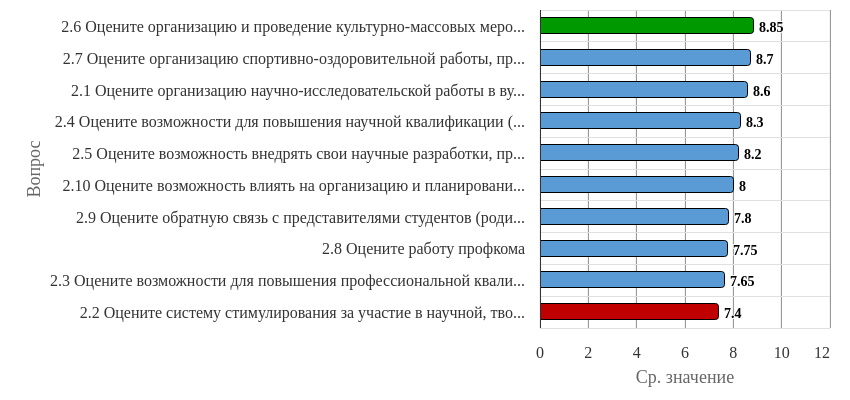 2.6 Оцените организацию и проведение культурно-массовых меро... 8.85
2.7 Оцените организацию спортивно-оздоровительной работы, пр... 8.7
2.1 Оцените организацию научно-исследовательской работы в ву... 8.6
2.4 Оцените возможности для повышения научной квалификации (... 8.3
2.5 Оцените возможность внедрять свои научные разработки, пр... 8.2
2.10 Оцените возможность влиять на организацию и планировани... 8
2.9 Оцените обратную связь с представителями студентов (роди... 7.8
2.8 Оцените работу профкома 7.75
2.3 Оцените возможности для повышения профессиональной квали... 7.65
2.2 Оцените систему стимулирования за участие в научной, тво... 7.4
Вопрос
0 2 4 6 8 10 12
Ср. значение